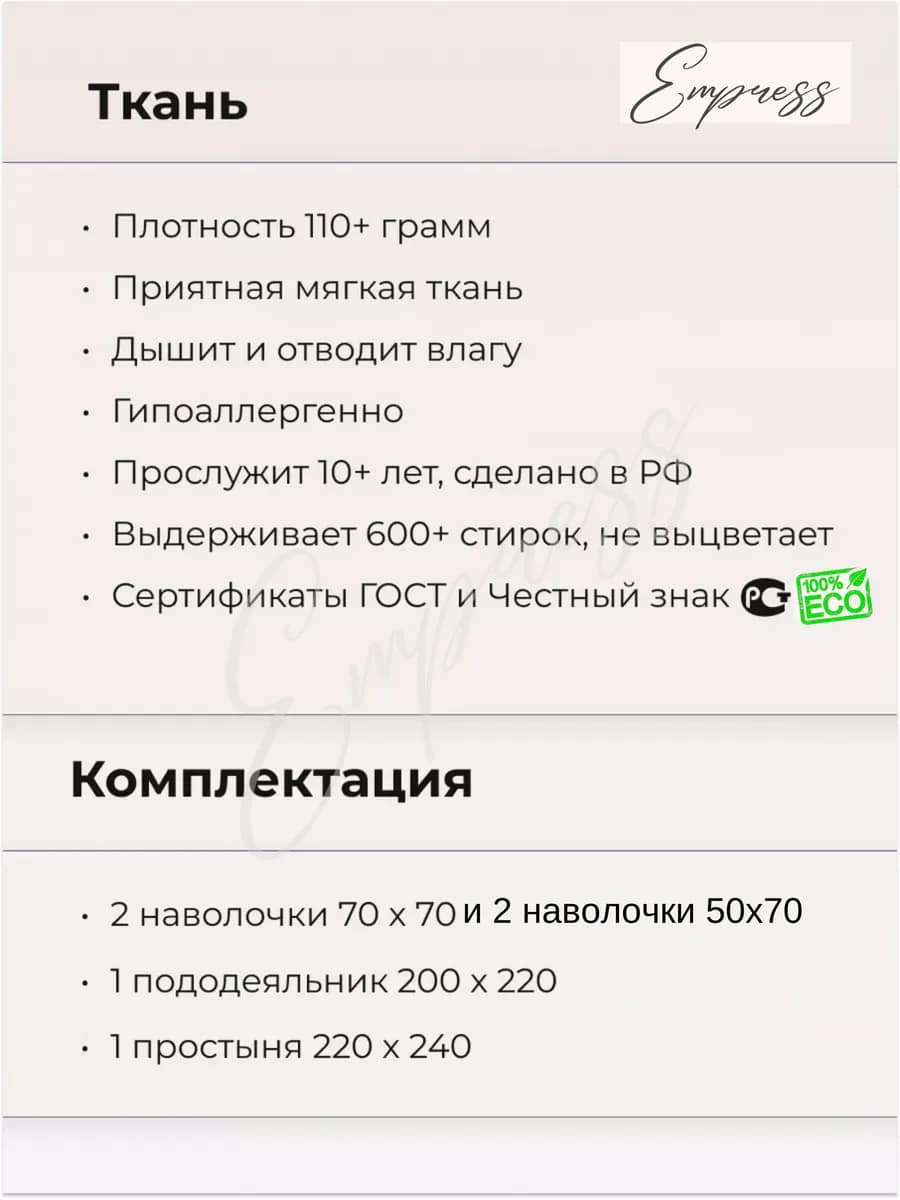 Ткань
Empress
• Плотность 110+ грамм
• Приятная мягкая ткань
• Дышит и отводит влагу
• Гипоаллергенно
• Прослужит 10+ лет, сделано в РФ
• Выдерживает 600+ стирок, не выцветает
• Сертификаты ГОСТ и Честный знак РСТ 100% ECO
Empress
Комплектация
• 2 наволочки 70 х 70 и 2 наволочки 50х70
• 1 пододеяльник 200 х 220
• 1 простыня 220 х 240